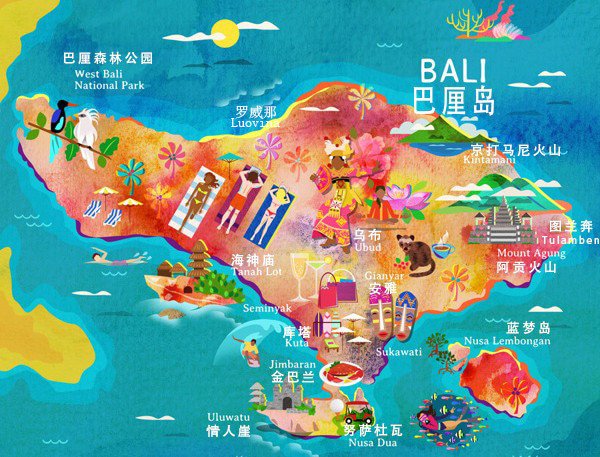 BALI
巴厘岛
巴厘森林公园
West Bali
National Park
罗威那
京打马尼火山
Kintamani
图兰奔
Tulamben
Mount Agung
阿贡火山
乌布
Ubud
海神庙
Tanah Lot
Gianyar
安雅
Seminyak
库塔
Kuta
Sukawati
蓝梦岛
Nusa Lembongan
Jimbaran
金巴兰
Uluwatu
情人崖
努萨杜瓦
Nusa Dua